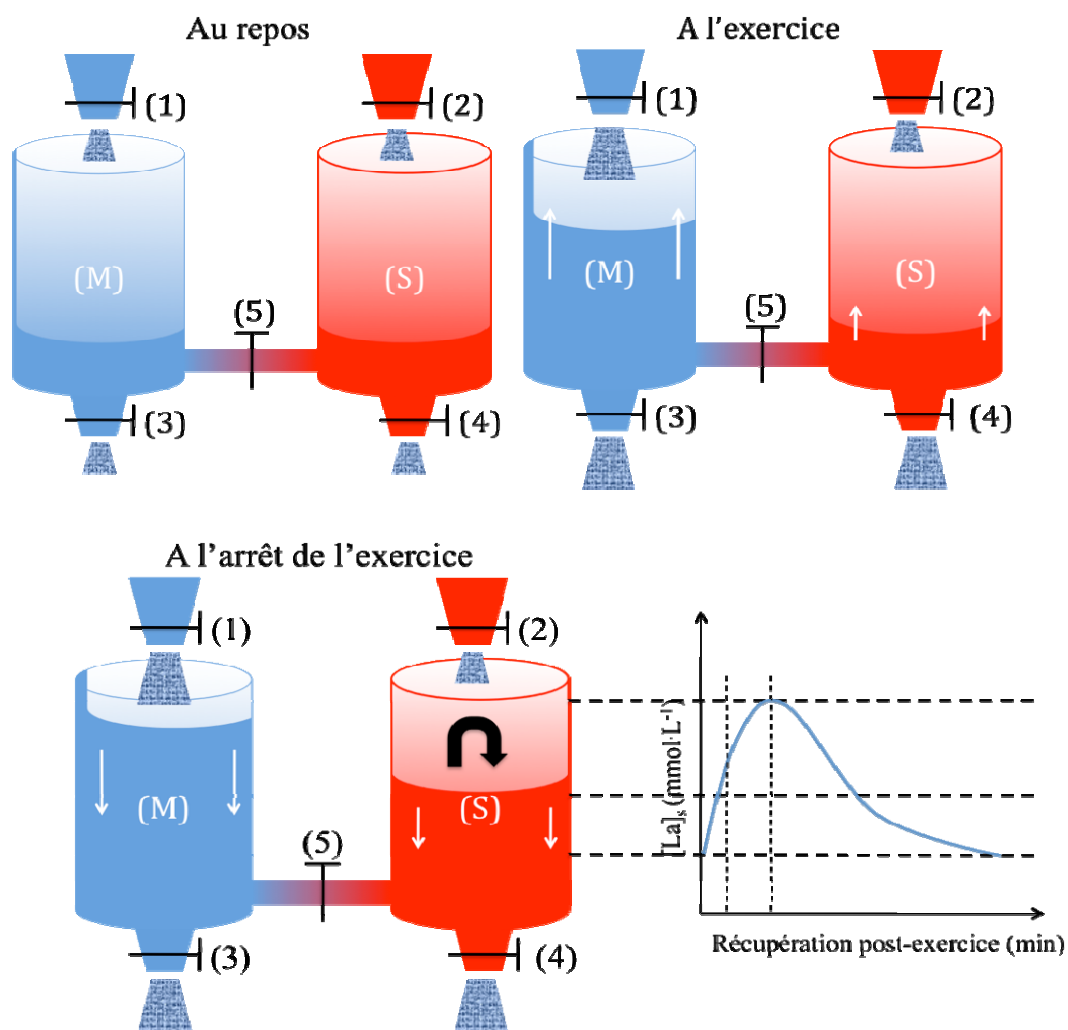 Au repos
A l'exercice
(1)
(2)
(1)
(2)
(M)
(S)
(M)
(S)
(5)
(5)
(3)
(4)
(3)
(4)
A l'arrêt de l'exercice
(1)
(2)
(M)
(S)
(5)
(3)
(4)
[La]s (mmol·L⁻¹)
Récupération post-exercice (min)